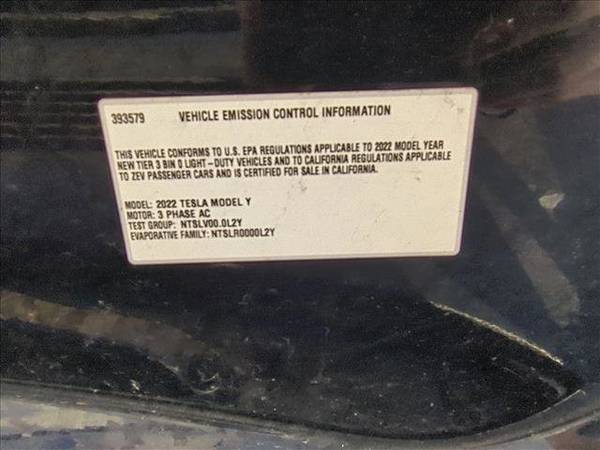 393579 VEHICLE EMISSION CONTROL INFORMATION
THIS VEHICLE CONFORMS TO U.S. EPA REGULATIONS APPLICABLE TO 2022 MODEL YEAR
NEW TIER 3 BIN 0 LIGHT-DUTY VEHICLES AND TO CALIFORNIA REGULATIONS APPLICABLE
TO ZEV PASSENGER CARS AND IS CERTIFIED FOR SALE IN CALIFORNIA.
MODEL: 2022 TESLA MODEL Y
MOTOR: 3 PHASE AC
TEST GROUP: NTSLV00.0L2Y
EVAPORATIVE FAMILY: NTSLR0000L2Y